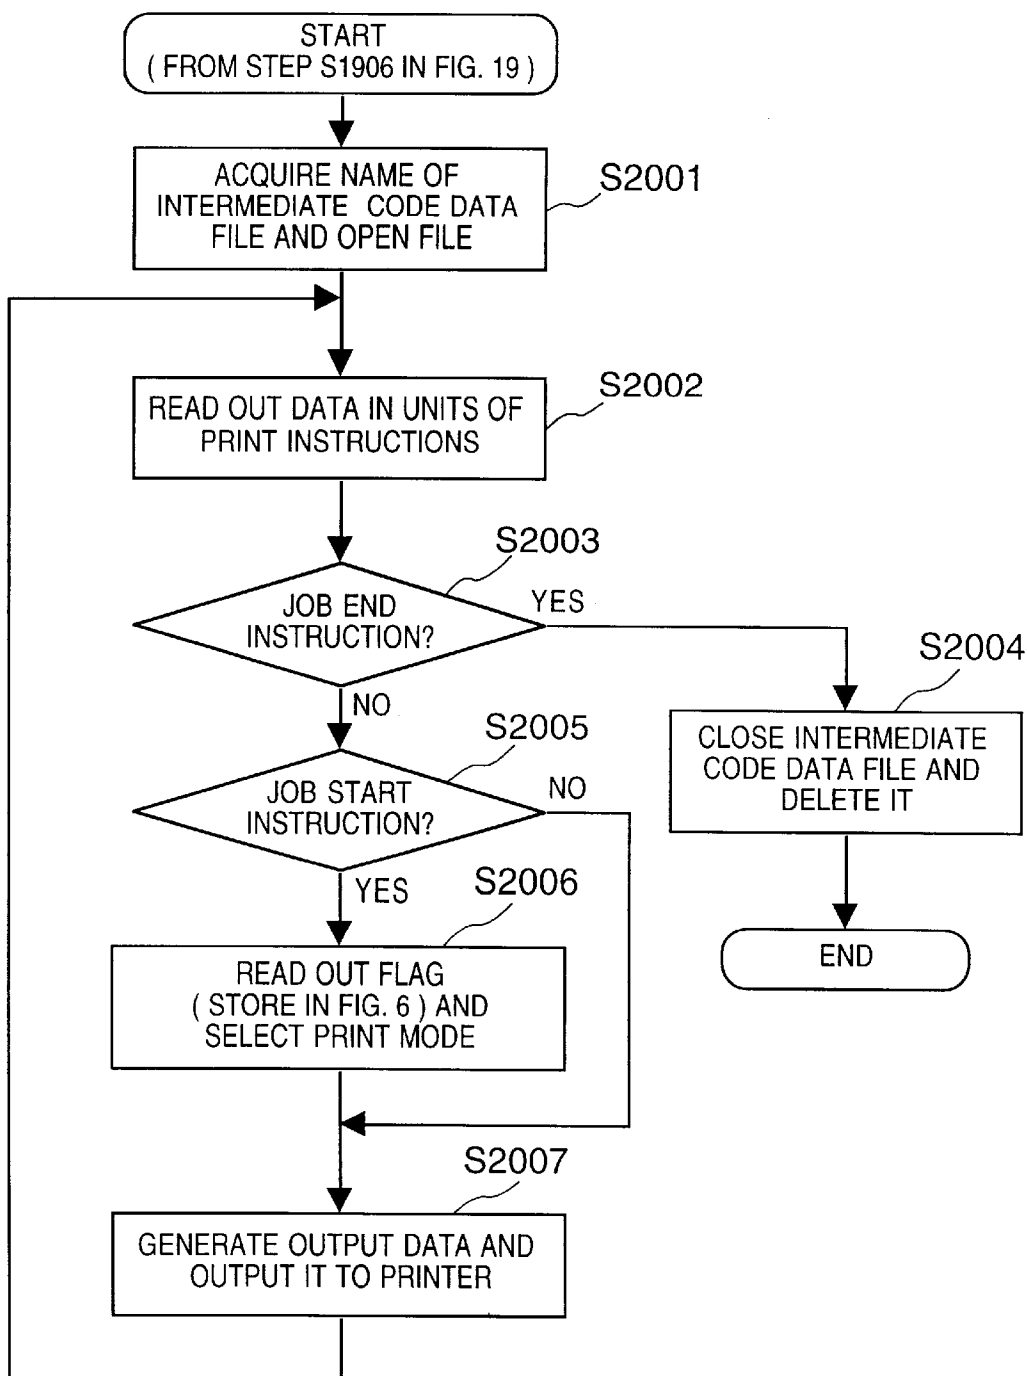 START
( FROM STEP S1906 IN FIG. 19 )
ACQUIRE NAME OF
INTERMEDIATE CODE DATA
FILE AND OPEN FILE
S2001
READ OUT DATA IN UNITS OF
PRINT INSTRUCTIONS
S2002
JOB END
INSTRUCTION?
S2003
YES
NO
CLOSE INTERMEDIATE
CODE DATA FILE AND
DELETE IT
S2004
END
JOB START
INSTRUCTION?
S2005
NO
YES
READ OUT FLAG
( STORE IN FIG. 6 ) AND
SELECT PRINT MODE
S2006
GENERATE OUTPUT DATA AND
OUTPUT IT TO PRINTER
S2007